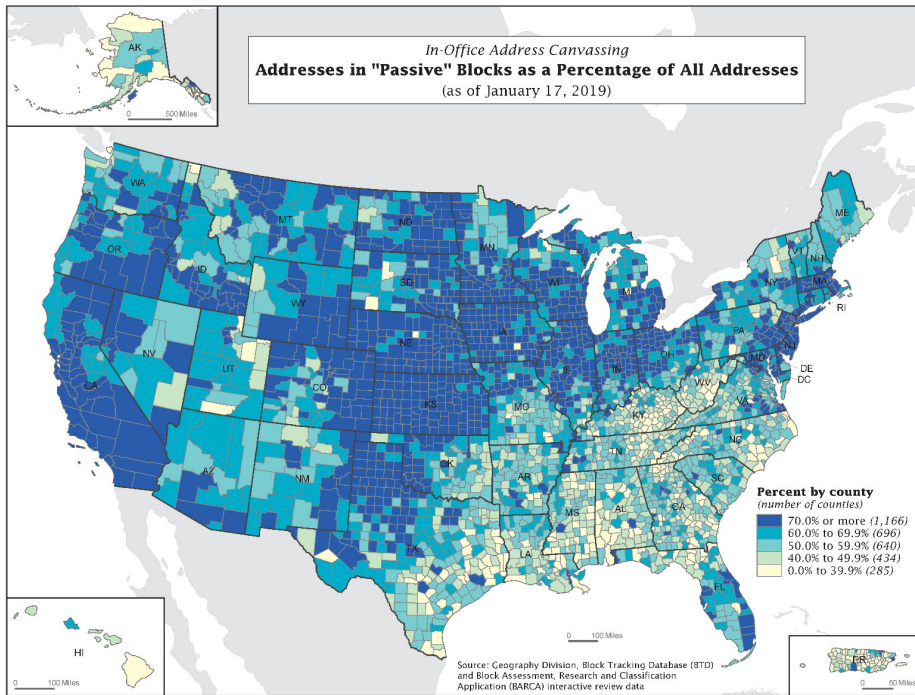 In-Office Address Canvassing
Addresses in "Passive" Blocks as a Percentage of All Addresses
(as of January 17, 2019)
AK
0 500 Miles
WA
MT
ND
MN
ME
OR
ID
WY
SD
WI
MI
NY
VT
NH
MA
CT
RI
NV
UT
CO
NE
IA
IL
IN
OH
PA
NJ
MD
DE
DC
CA
KS
MO
KY
WV
VA
AZ
NM
OK
AR
TN
NC
SC
TX
LA
MS
AL
GA
FL
Percent by county
(number of counties)
70.0% or more (1,166)
60.0% to 69.9% (696)
50.0% to 59.9% (640)
40.0% to 49.9% (434)
0.0% to 39.9% (285)
HI
0 100 Miles
0 100 Miles
PR
0 50 Miles
Source: Geography Division, Block Tracking Database (BTD)
and Block Assessment, Research and Classification
Application (BARCA) interactive review data